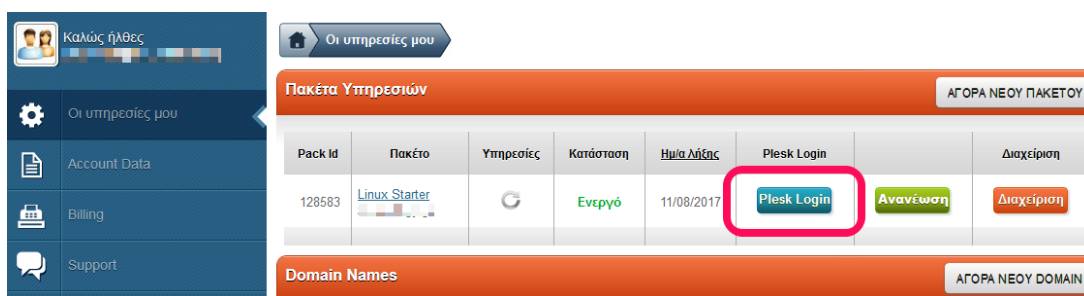 Καλώς ήλθες
Οι υπηρεσίες μου
Πακέτα Υπηρεσιών
ΑΓΟΡΑ ΝΕΟΥ ΠΑΚΕΤΟΥ
Οι υπηρεσίες μου
Pack Id Πακέτο Υπηρεσίες Κατάσταση Ημ/α Λήξης Plesk Login Διαχείριση
Account Data
128583 Linux Starter Ενεργό 11/08/2017 Plesk Login Ανανέωση Διαχείριση
Billing
Support
Domain Names
ΑΓΟΡΑ ΝΕΟΥ DOMAIN